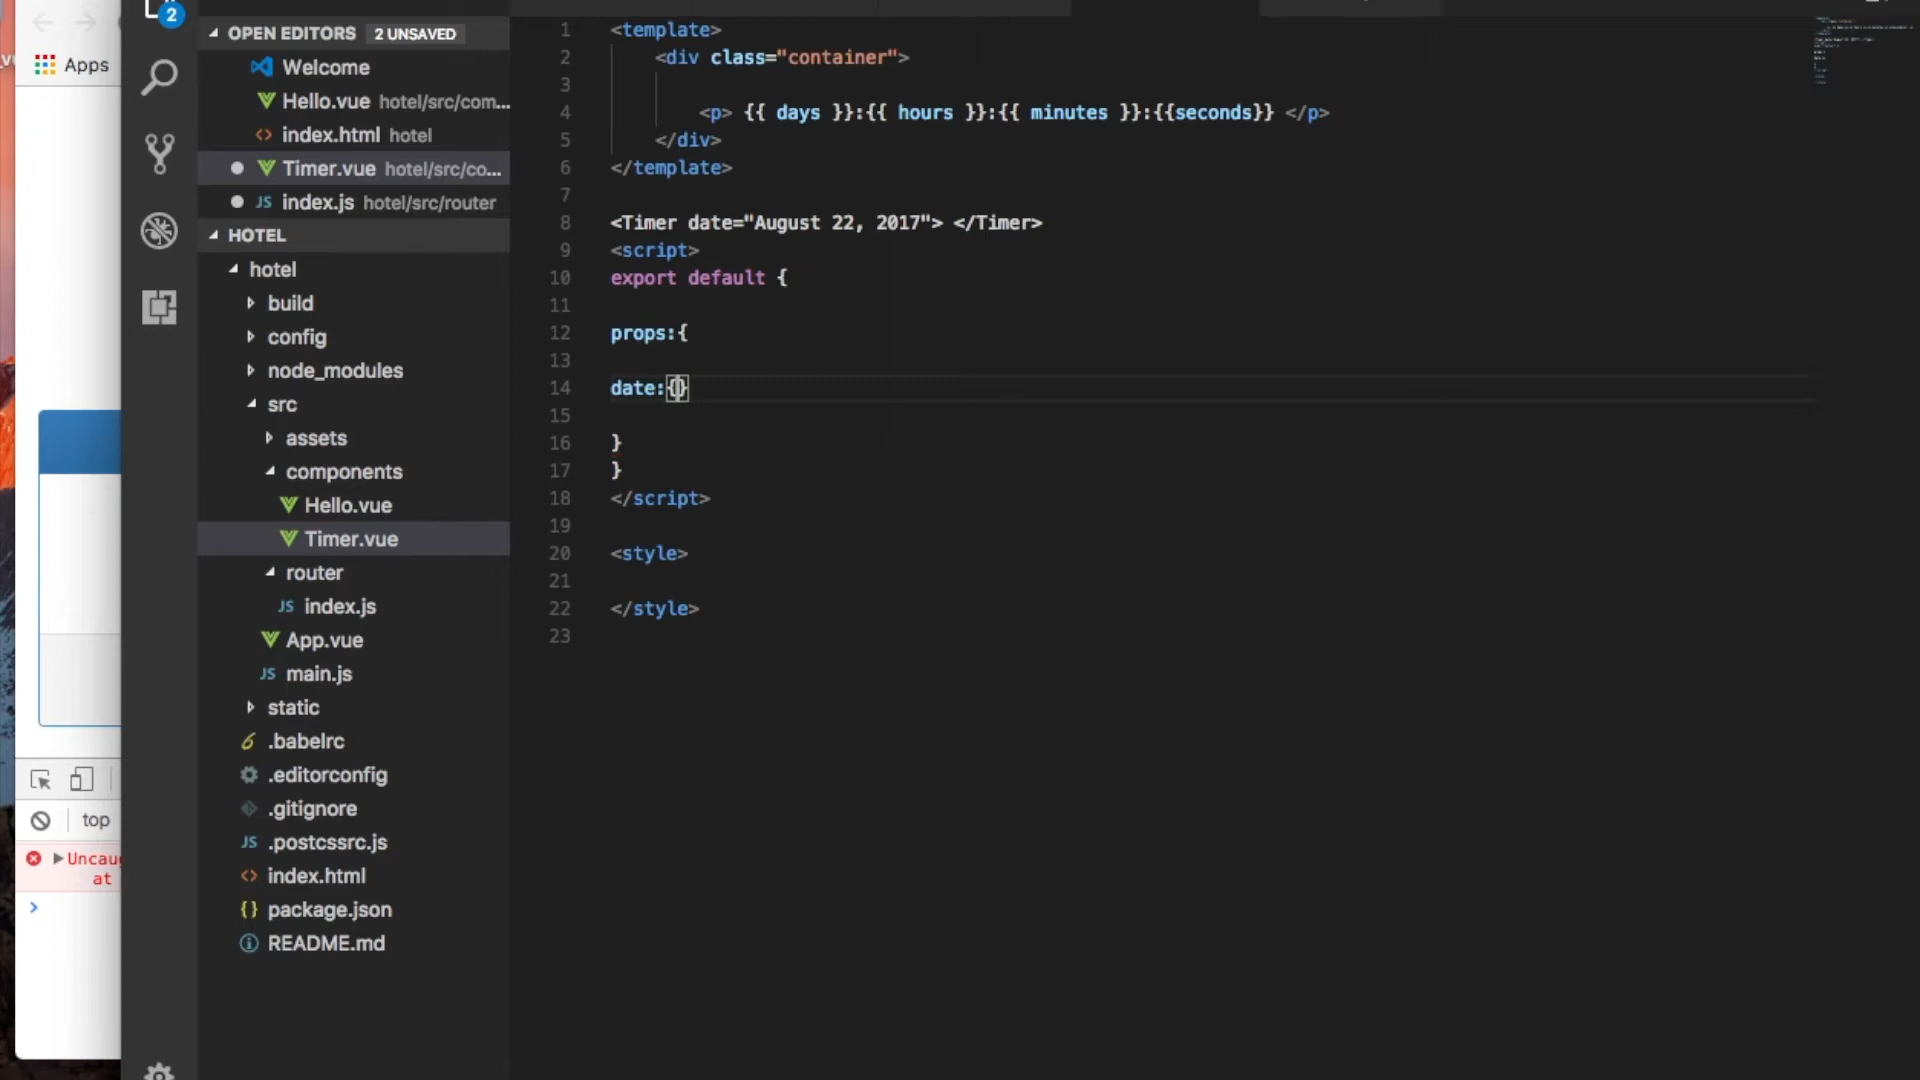 Apps
top
Uncau
at
2
OPEN EDITORS 2 UNSAVED
Welcome
Hello.vue hotel/src/com...
index.html hotel
Timer.vue hotel/src/co...
JS index.js hotel/src/router
HOTEL
hotel
build
config
node_modules
src
assets
components
Hello.vue
Timer.vue
router
JS index.js
App.vue
JS main.js
static
.babelrc
.editorconfig
.gitignore
JS .postcssrc.js
index.html
package.json
README.md
1 <template>
2 <div class="container">
3
4 <p> {{ days }}:{{ hours }}:{{ minutes }}:{{seconds}} </p>
5 </div>
6 </template>
7
8 <Timer date="August 22, 2017"> </Timer>
9 <script>
10 export default {
11
12 props:{
13
14 date:{}
15
16 }
17 }
18 </script>
19
20 <style>
21
22 </style>
23